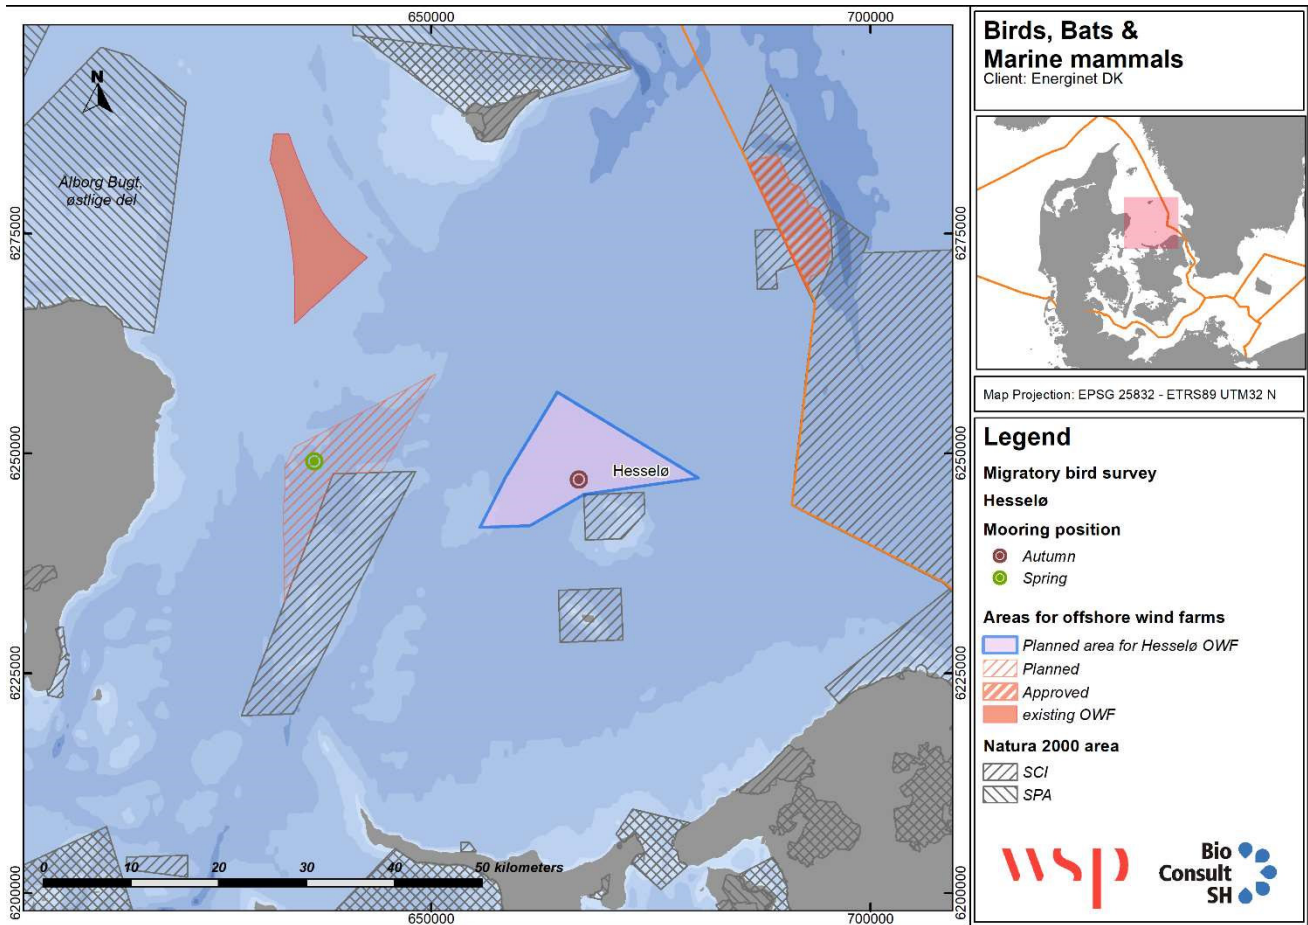 650000
700000
N
Alborg Bugt,
østlige del
6275000
6275000
6250000
6250000
Hesselø
6225000
6225000
6200000
6200000
0
10
20
30
40
50 kilometers
650000
700000
Birds, Bats &
Marine mammals
Client: Energinet DK
Map Projection: EPSG 25832 - ETRS89 UTM32 N
Legend
Migratory bird survey
Hesselø
Mooring position
Autumn
Spring
Areas for offshore wind farms
Planned area for Hesselø OWF
Planned
Approved
existing OWF
Natura 2000 area
SCI
SPA
wsp
Bio
Consult
SH